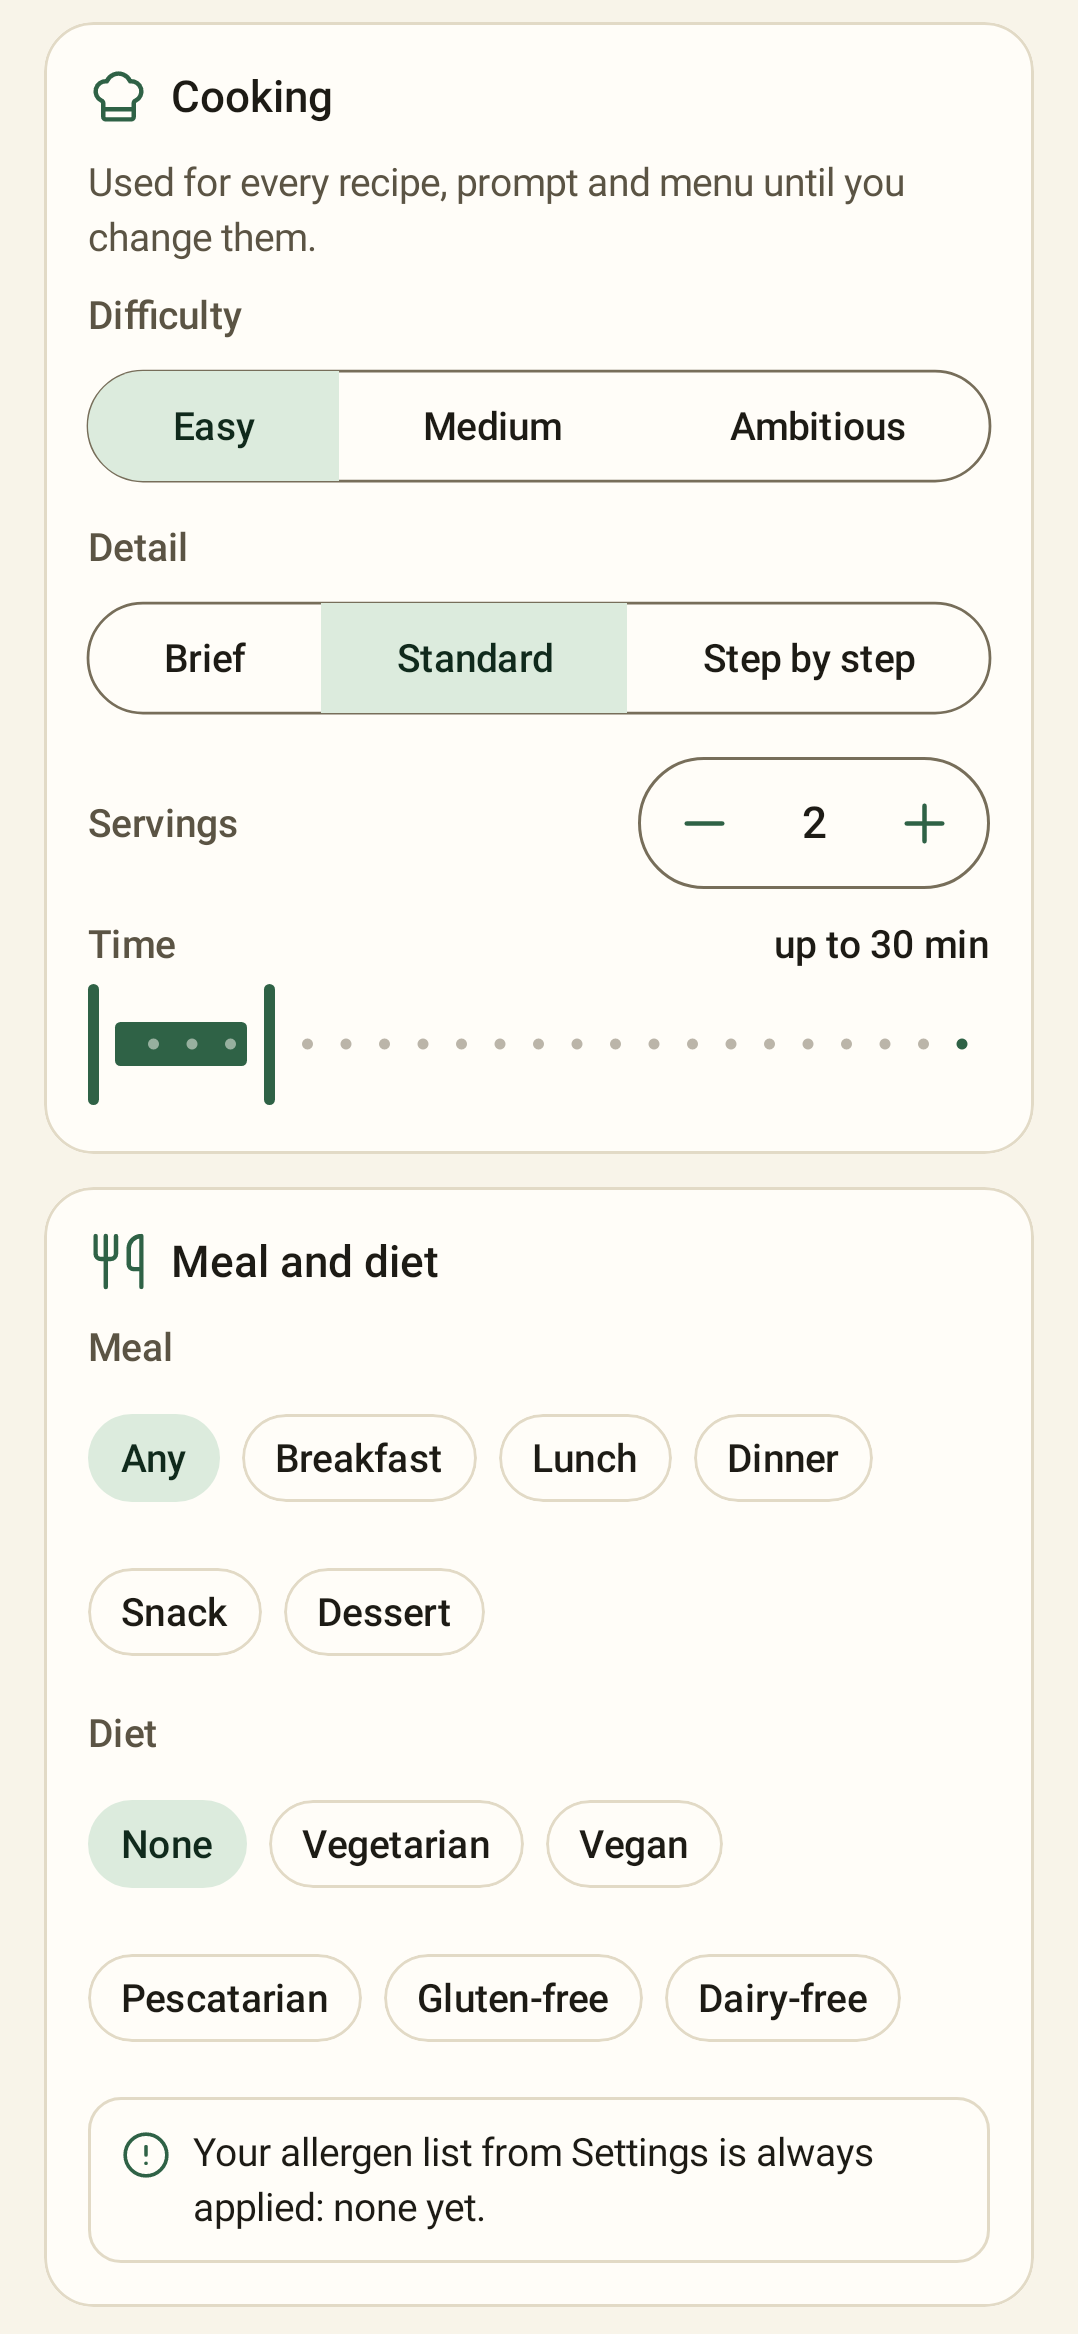 Cooking
Used for every recipe, prompt and menu until you
change them.
Difficulty
Easy Medium Ambitious
Detail
Brief Standard Step by step
Servings 2
Time up to 30 min
Meal and diet
Meal
Any Breakfast Lunch Dinner
Snack Dessert
Diet
None Vegetarian Vegan
Pescatarian Gluten-free Dairy-free
Your allergen list from Settings is always
applied: none yet.